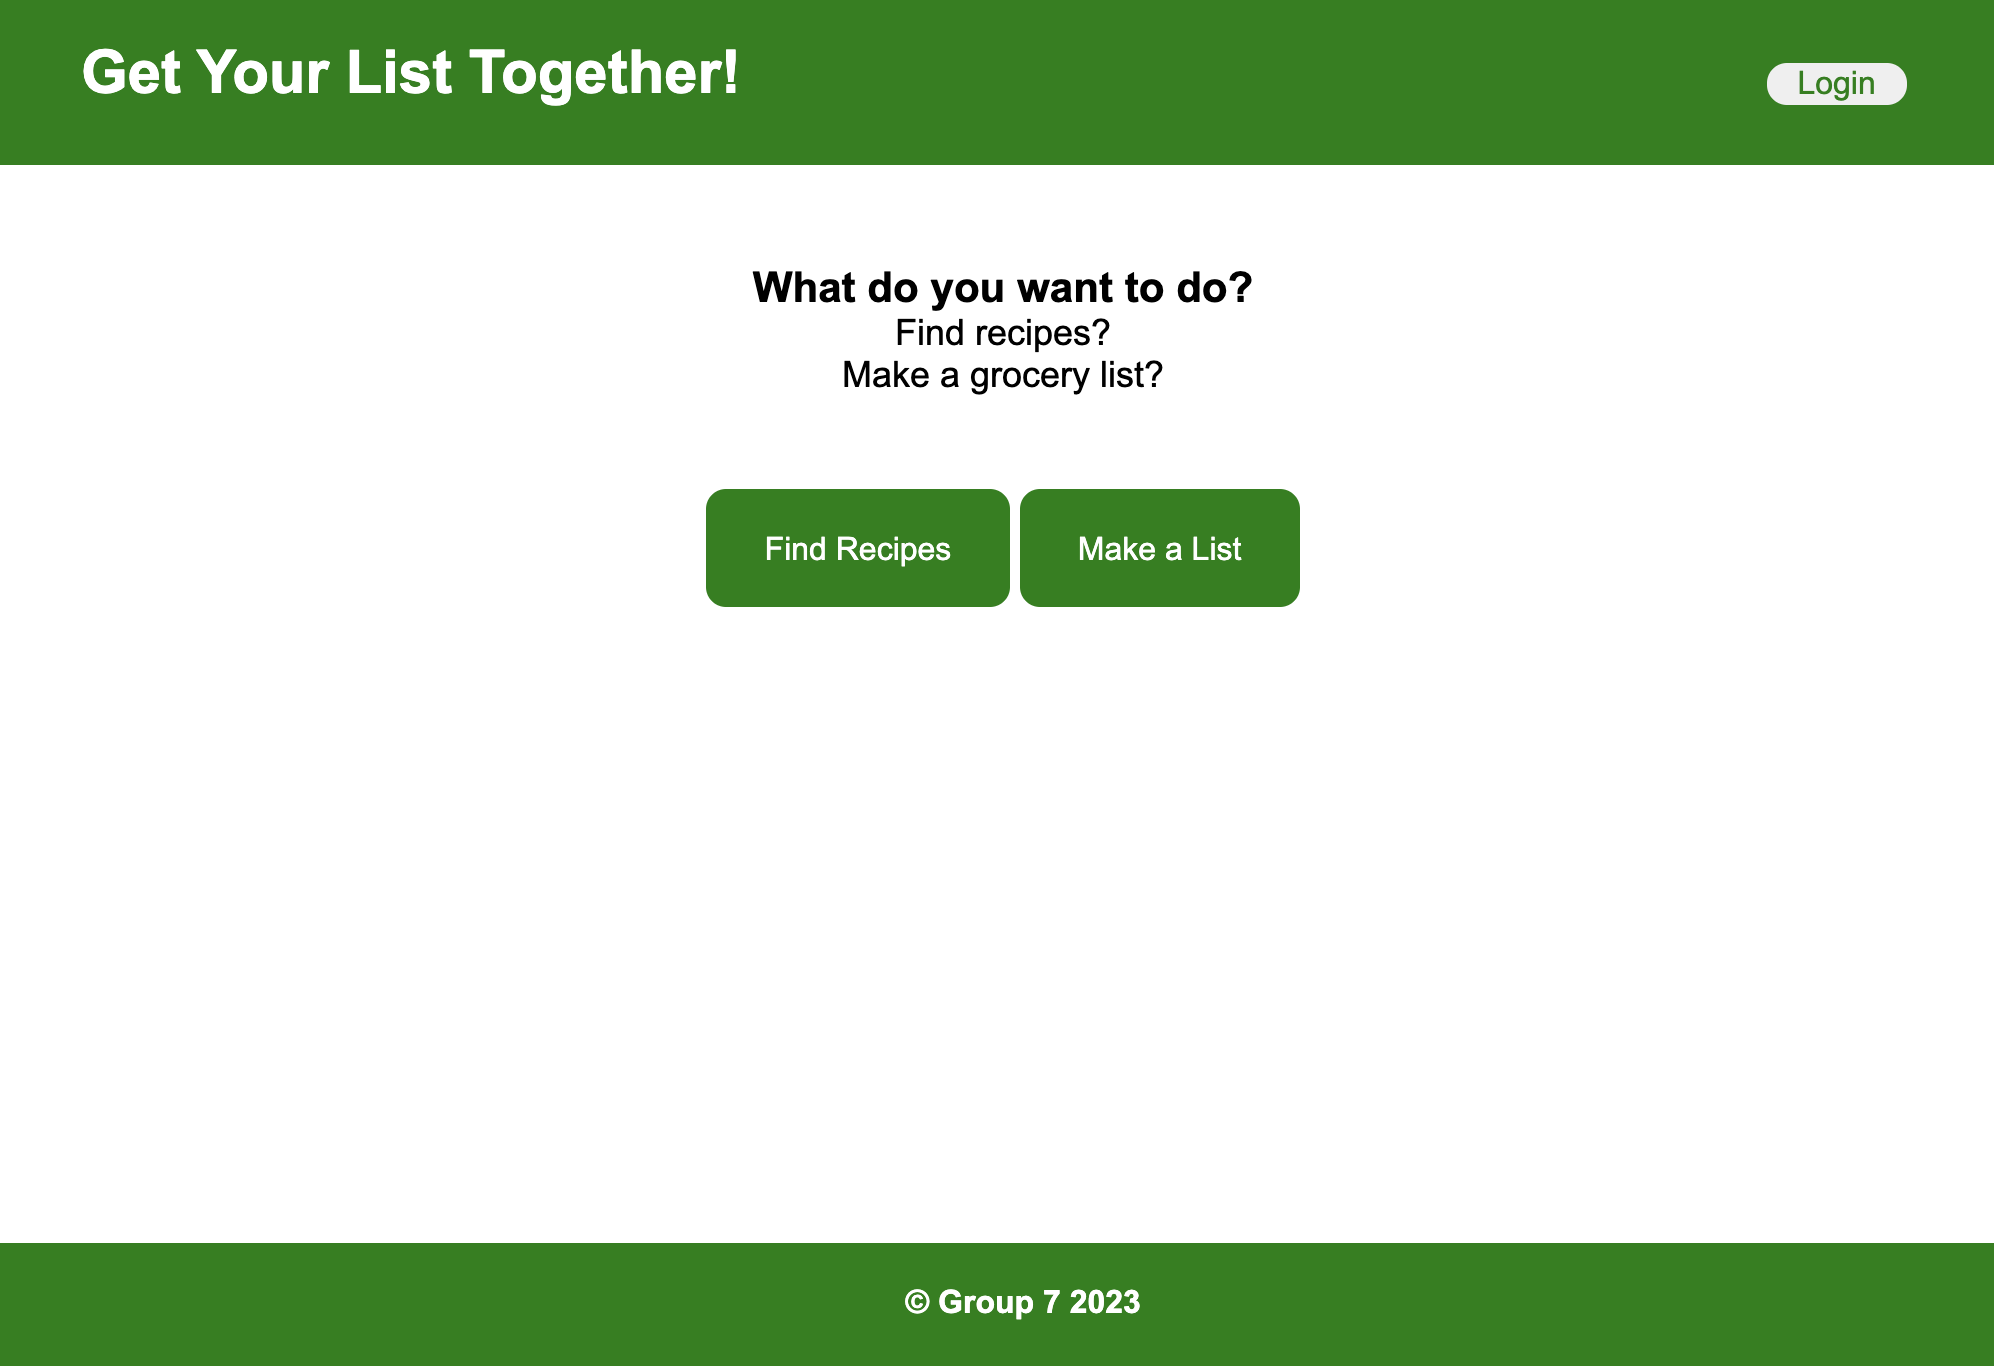 Get Your List Together!
Login
What do you want to do?
Find recipes?
Make a grocery list?
Find Recipes
Make a List
© Group 7 2023